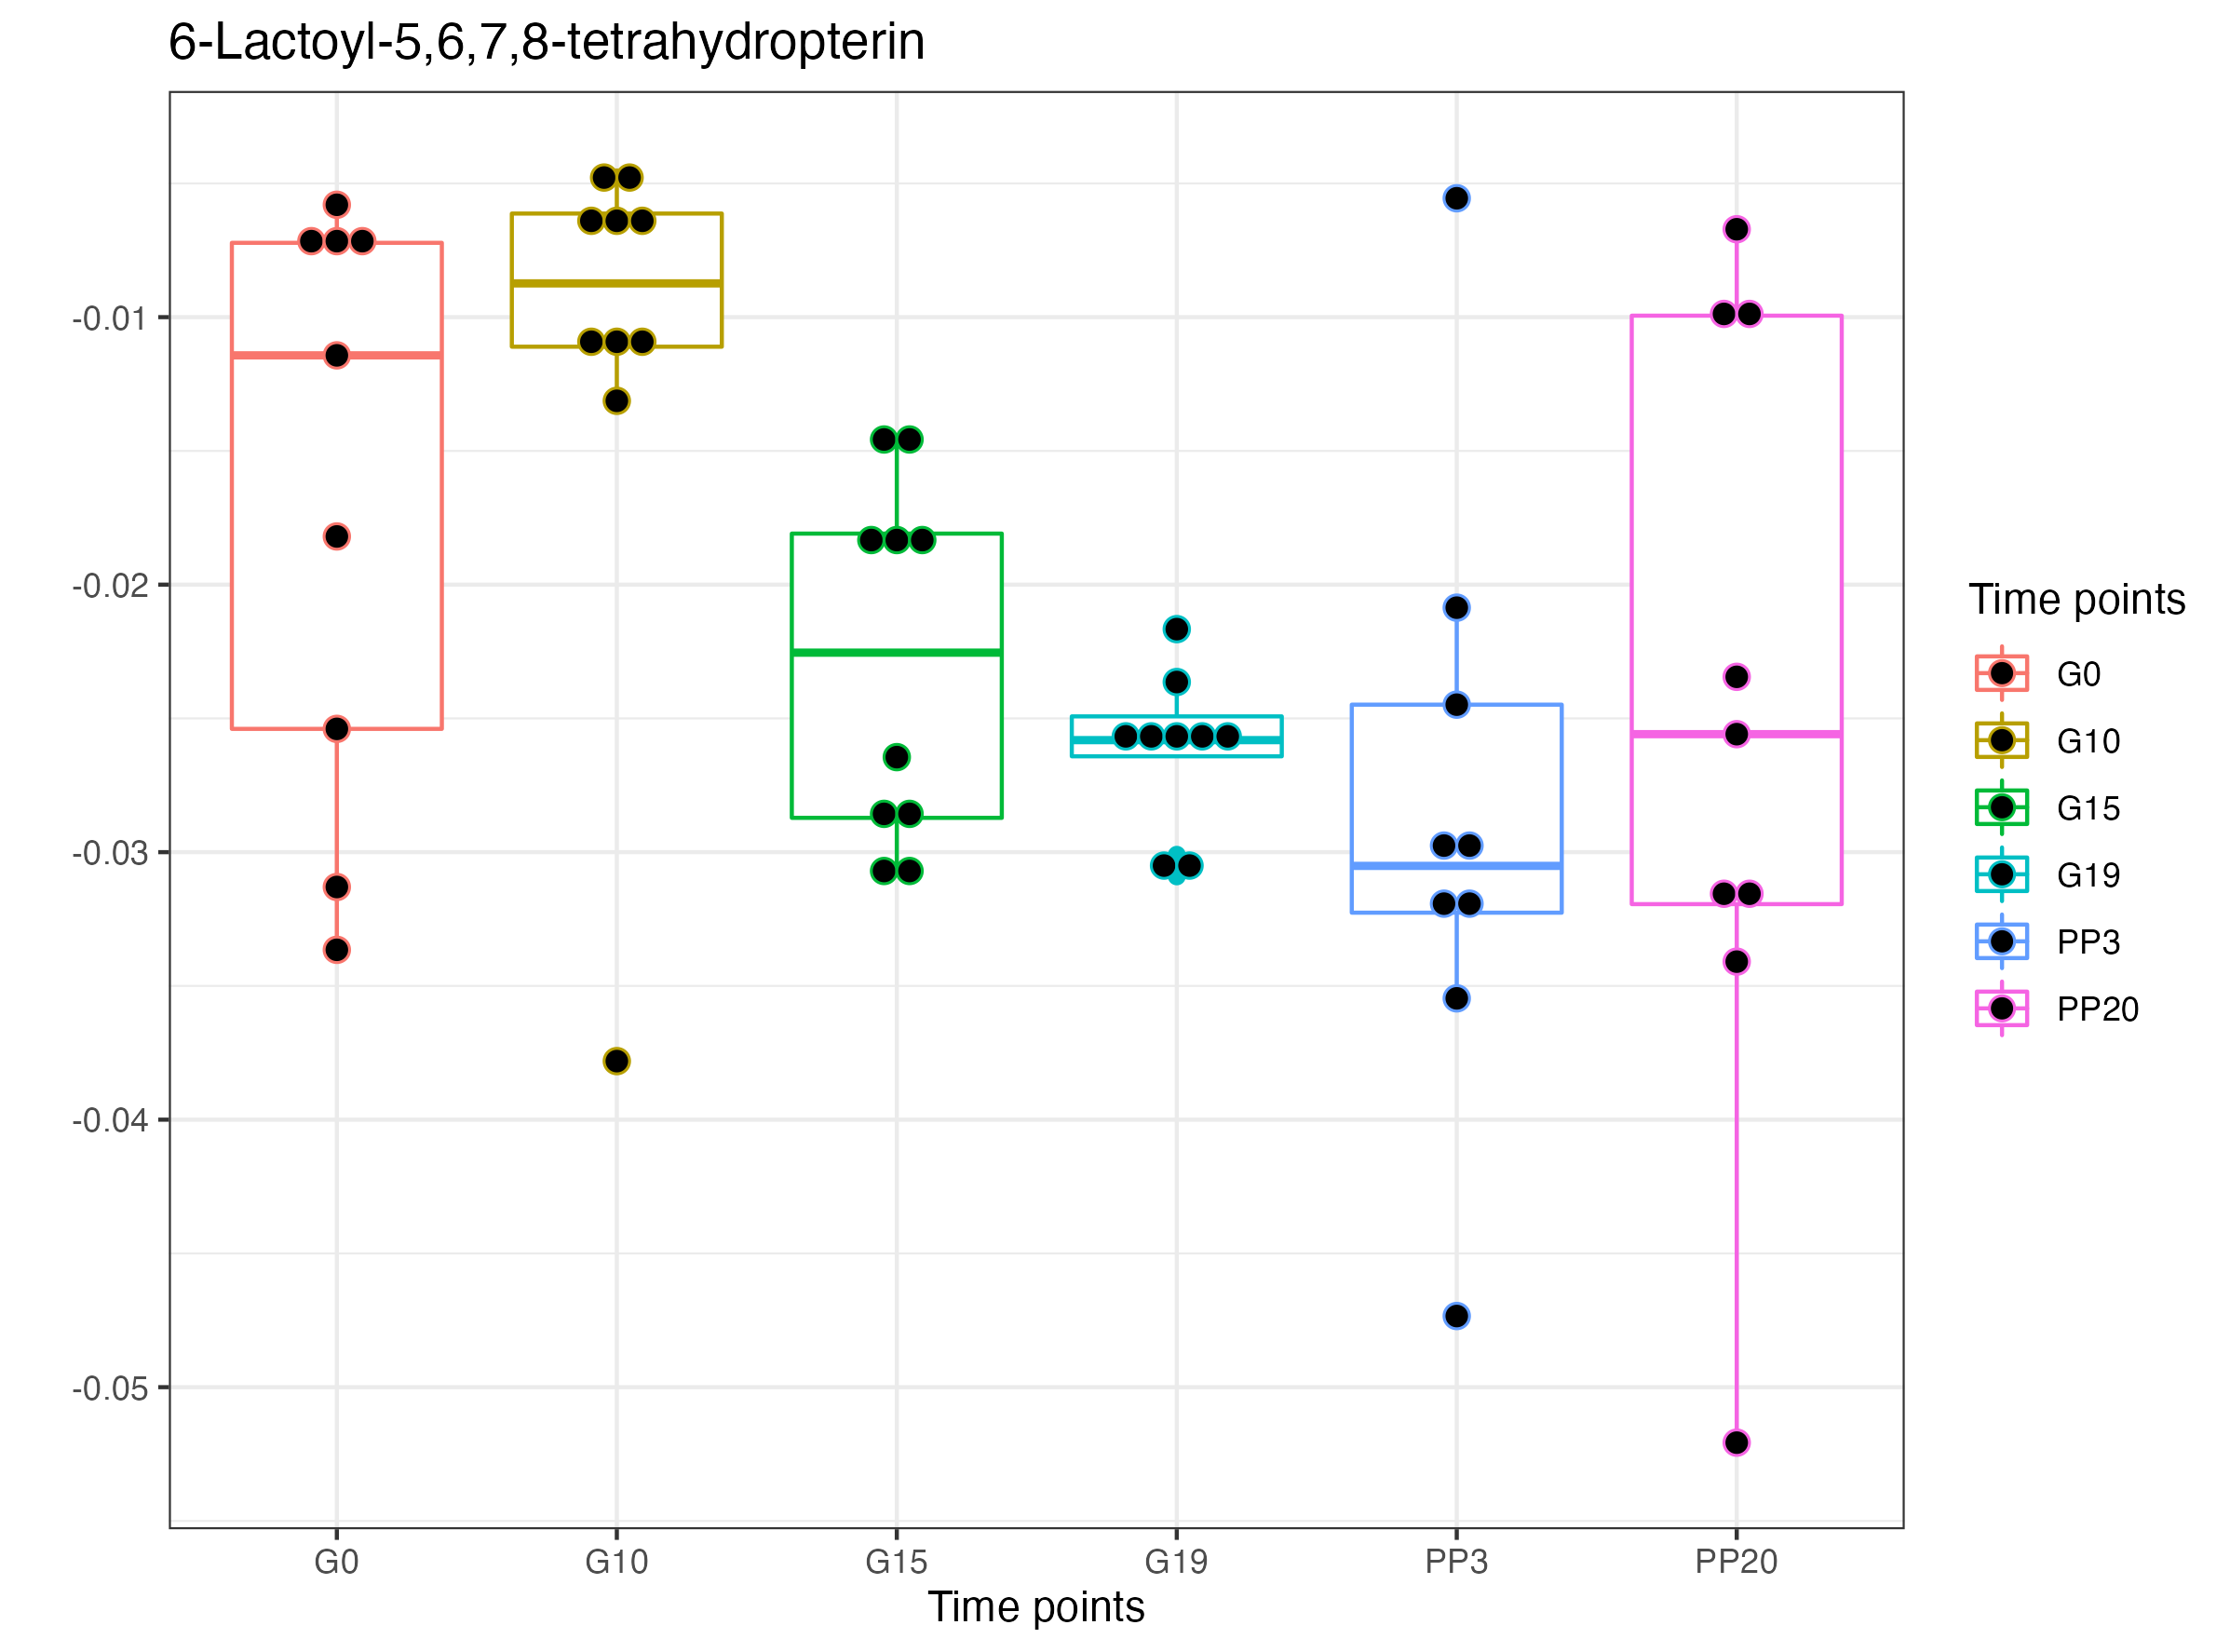 6-Lactoyl-5,6,7,8-tetrahydropterin
-0.01
-0.02
-0.03
-0.04
-0.05
G0 G10 G15 G19 PP3 PP20
Time points
Time points
G0
G10
G15
G19
PP3
PP20